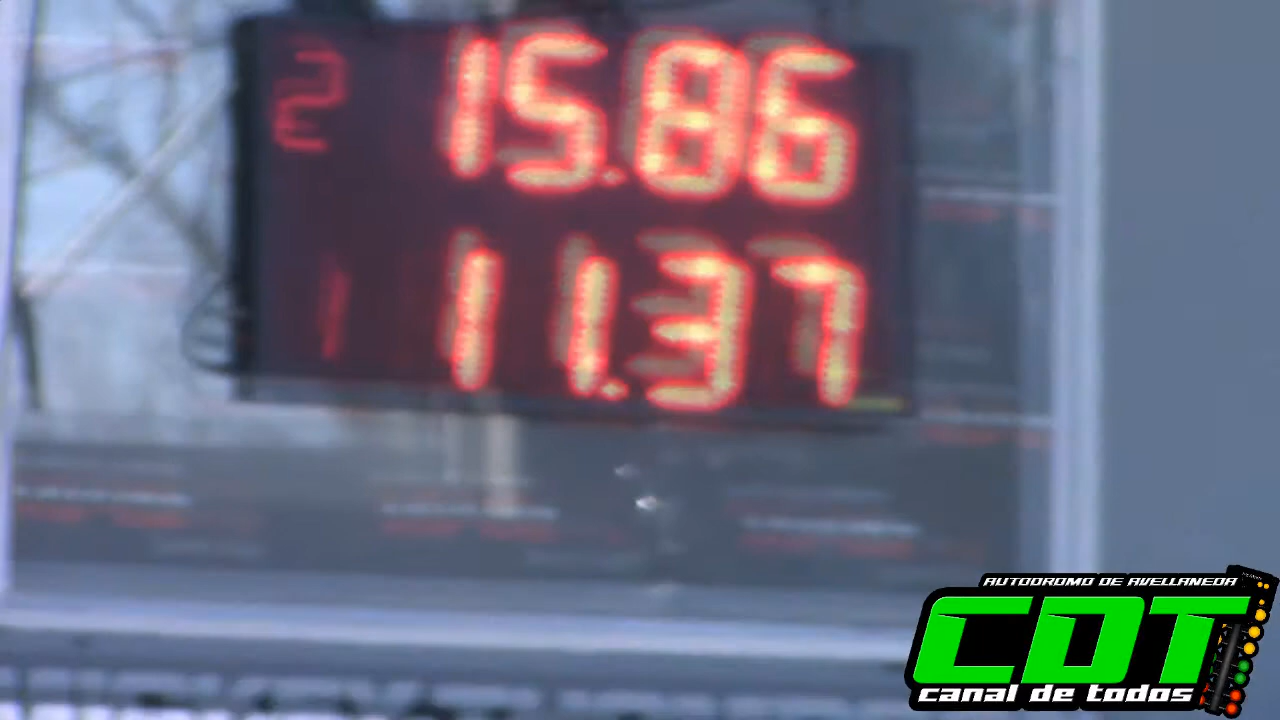 2 15.86
1 11.37
AUTODROMO DE AVELLANEDA
CDT
canal de todos